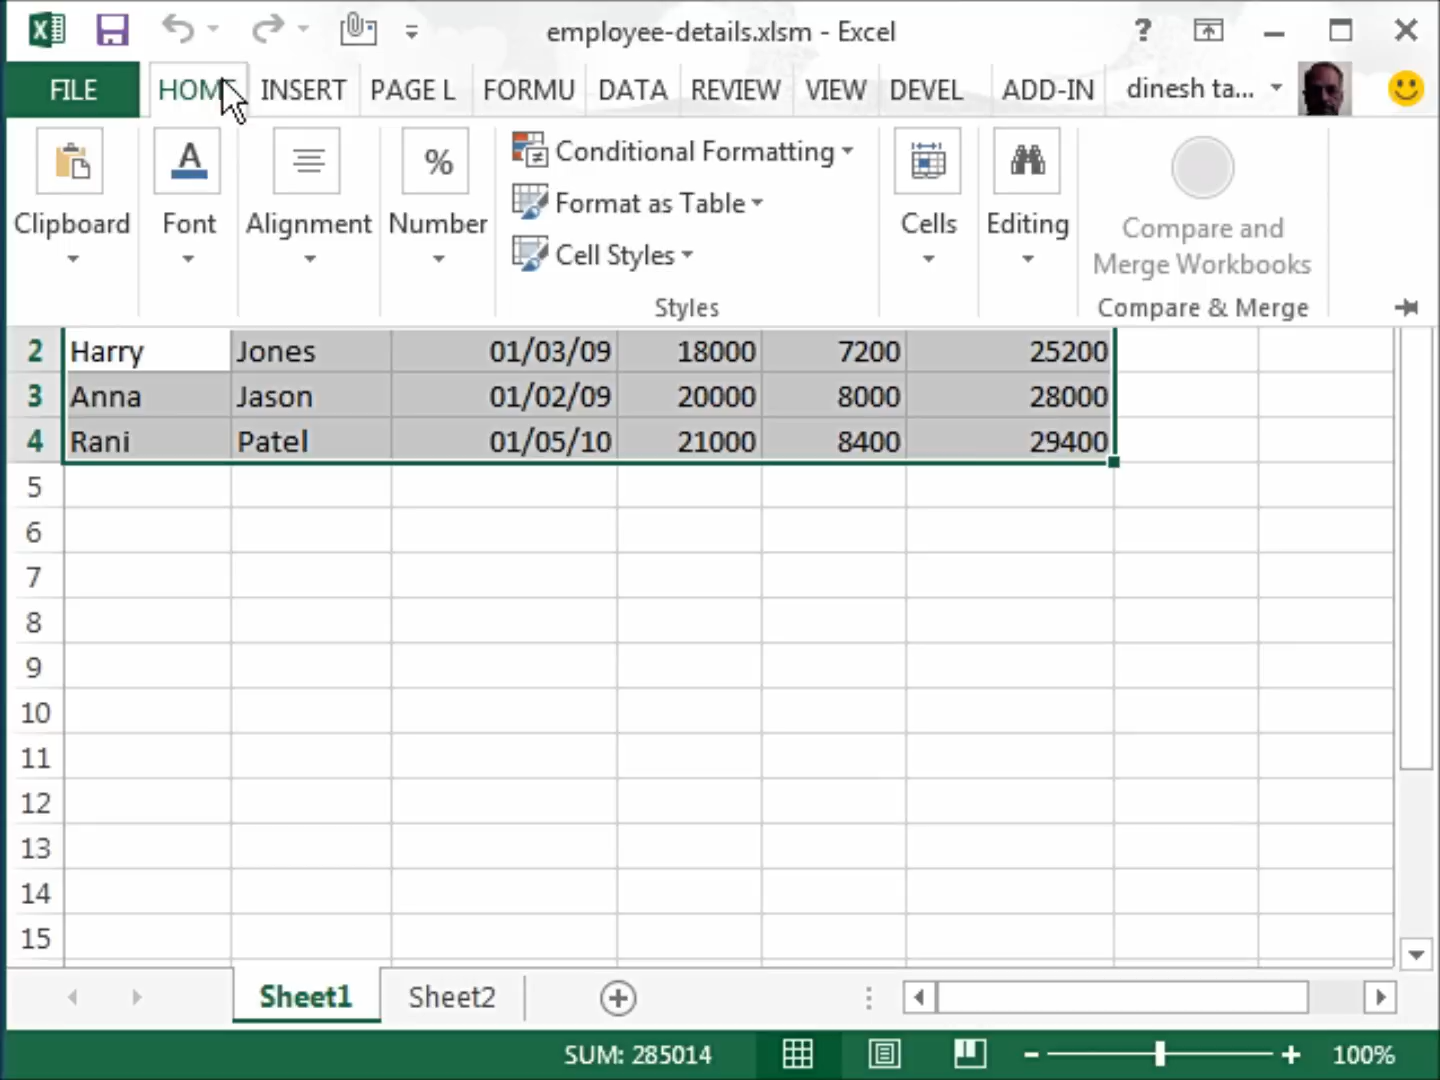 employee-details.xlsm - Excel
FILE HOME INSERT PAGE L FORMU DATA REVIEW VIEW DEVEL ADD-IN dinesh ta...
Clipboard
Font
Alignment
Number
Conditional Formatting
Format as Table
Cell Styles
Styles
Cells
Editing
Compare and
Merge Workbooks
Compare & Merge
2 Harry Jones 01/03/09 18000 7200 25200
3 Anna Jason 01/02/09 20000 8000 28000
4 Rani Patel 01/05/10 21000 8400 29400
5
6
7
8
9
10
11
12
13
14
15
Sheet1 Sheet2
SUM: 285014 100%